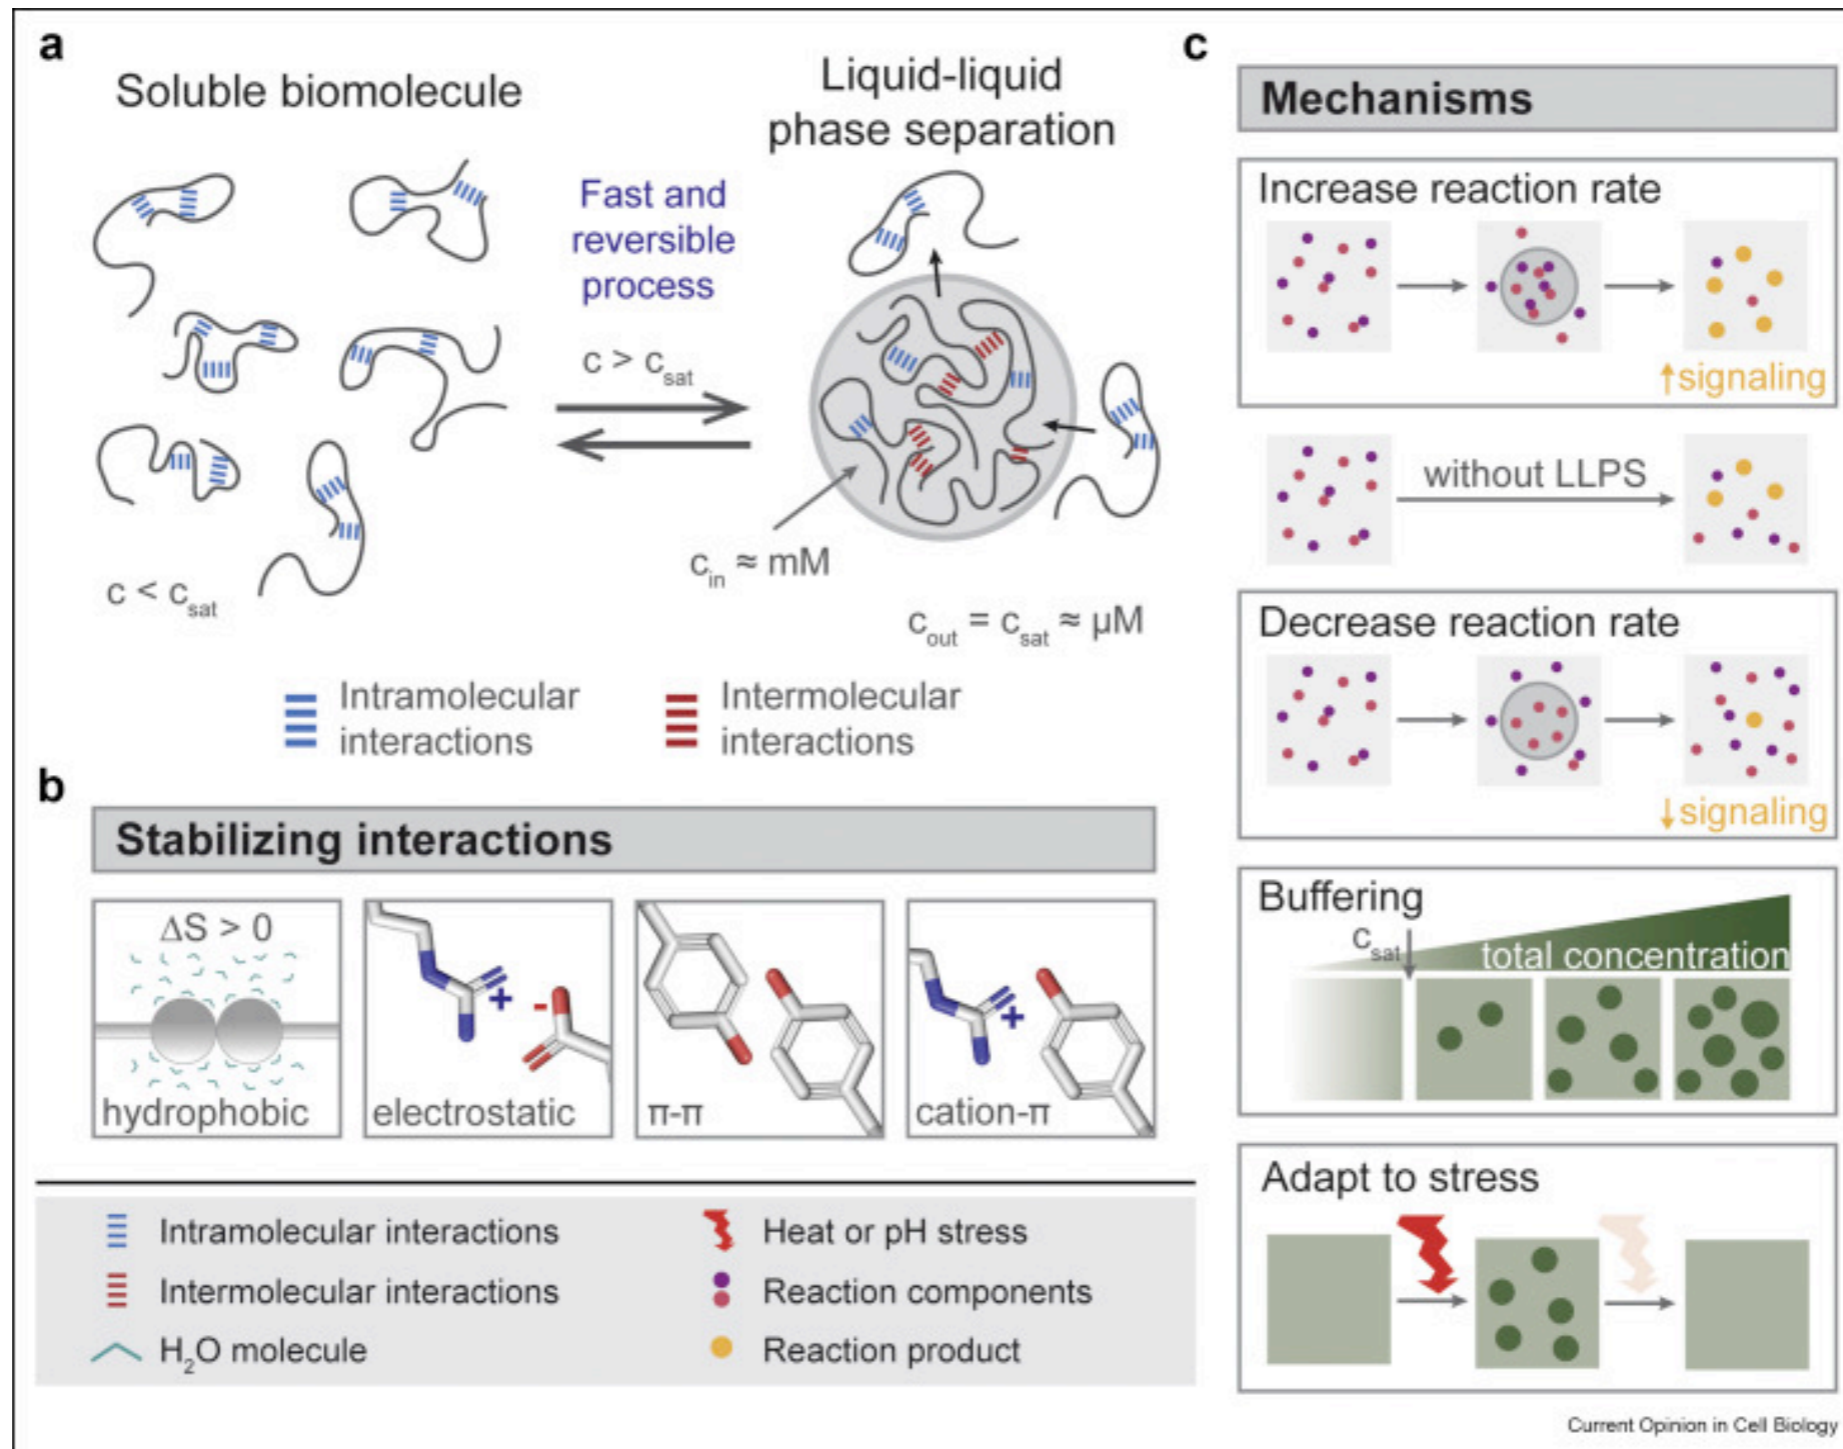 a
Soluble biomolecule
Liquid-liquid
phase separation
Fast and
reversible
process
c > csat
c < csat
cin ≈ mM
cout = csat ≈ μM
Intramolecular
interactions
Intermolecular
interactions
b
Stabilizing interactions
ΔS > 0
hydrophobic
+
-
electrostatic
π-π
+
cation-π
Intramolecular interactions
Intermolecular interactions
H2O molecule
Heat or pH stress
Reaction components
Reaction product
c
Mechanisms
Increase reaction rate
↑signaling
without LLPS
Decrease reaction rate
↓signaling
Buffering
csat
total concentration
Adapt to stress
Current Opinion in Cell Biology